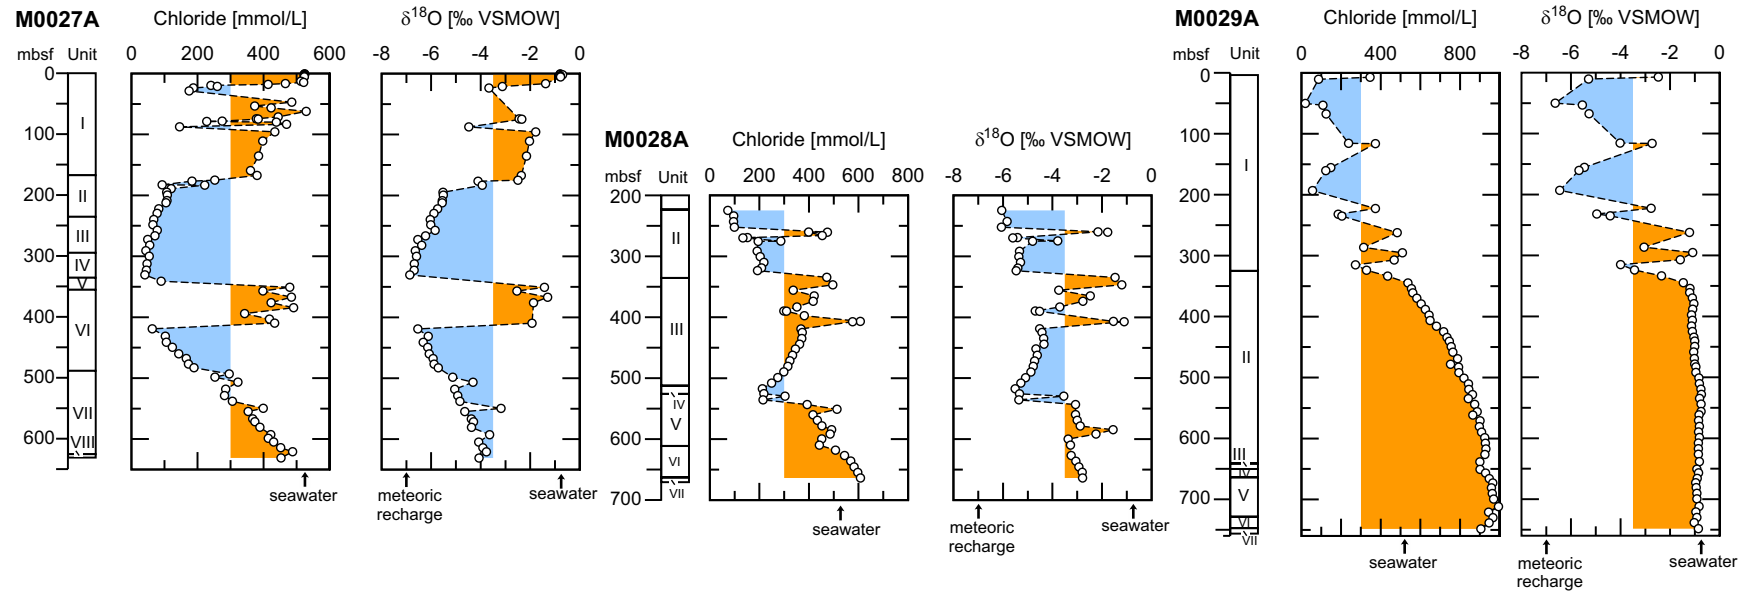 M0027A
Chloride [mmol/L]
δ18O [‰ VSMOW]
mbsf Unit
0 200 400 600
-8 -6 -4 -2 0
0
100
200
300
400
500
600
I
II
III
IV
V
VI
VII
VIII
seawater
meteoric
recharge
seawater
M0028A
Chloride [mmol/L]
δ18O [‰ VSMOW]
mbsf Unit
0 200 400 600 800
-8 -6 -4 -2 0
200
300
400
500
600
700
II
III
IV
V
VI
VII
seawater
meteoric
recharge
seawater
M0029A
Chloride [mmol/L]
δ18O [‰ VSMOW]
mbsf Unit
0 400 800
-8 -6 -4 -2 0
0
100
200
300
400
500
600
700
I
II
III
IV
V
VI
VII
seawater
meteoric
recharge
seawater